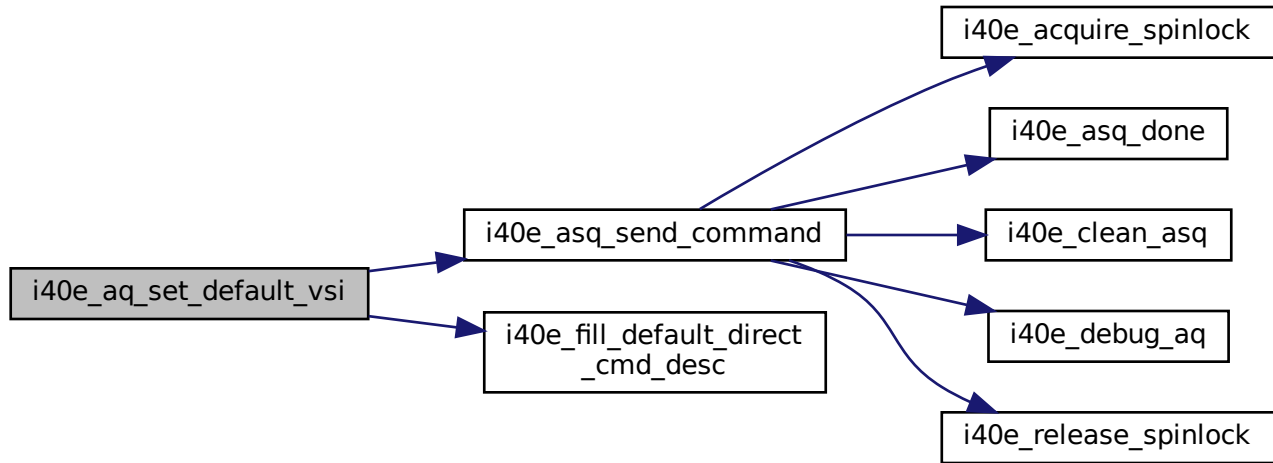 i40e_acquire_spinlock
i40e_asq_done
i40e_asq_send_command
i40e_clean_asq
i40e_aq_set_default_vsi
i40e_fill_default_direct
_cmd_desc
i40e_debug_aq
i40e_release_spinlock